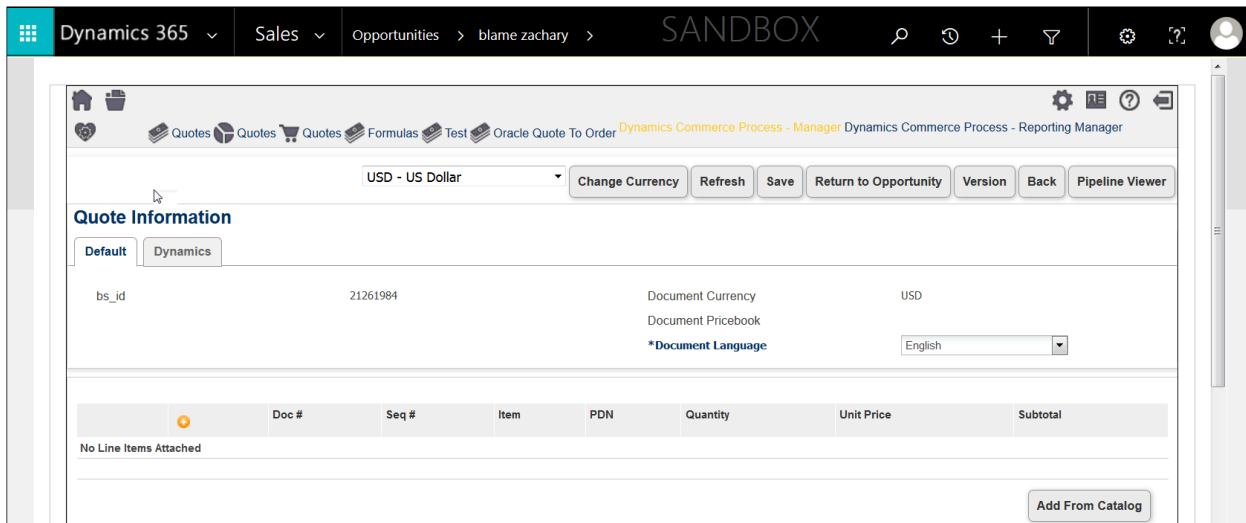 Dynamics 365 Sales Opportunities > blame zachary > SANDBOX
Quotes Quotes Quotes Formulas Test Oracle Quote To Order Dynamics Commerce Process - Manager Dynamics Commerce Process - Reporting Manager
USD - US Dollar Change Currency Refresh Save Return to Opportunity Version Back Pipeline Viewer
Quote Information
Default Dynamics
bs_id 21261984 Document Currency USD
Document Pricebook
*Document Language English
Doc # Seq # Item PDN Quantity Unit Price Subtotal
No Line Items Attached
Add From Catalog